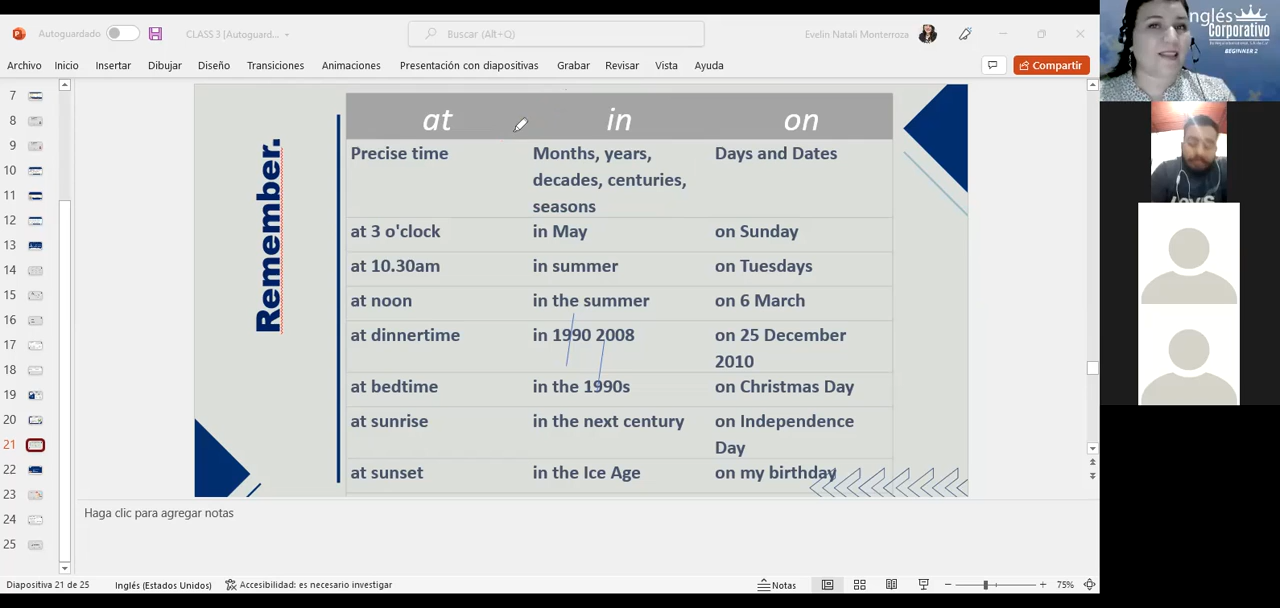 Autoguardado
CLASS 3 [Autoguard...
Buscar (Alt+Q)
Evelin Natali Monterroza
Archivo Inicio Insertar Dibujar Diseño Transiciones Animaciones Presentación con diapositivas Grabar Revisar Vista Ayuda
Compartir
inglés
Corporativo
BEGINNER 2
7
8
9
10
11
12
13
14
15
16
17
18
19
20
21
22
23
24
25
Remember.
at in on
Precise time
Months, years,
decades, centuries,
seasons
Days and Dates
at 3 o'clock in May on Sunday
at 10.30am in summer on Tuesdays
at noon in the summer on 6 March
at dinnertime in 1990 2008 on 25 December
2010
at bedtime in the 1990s on Christmas Day
at sunrise in the next century on Independence
Day
at sunset in the Ice Age on my birthday
Haga clic para agregar notas
Diapositiva 21 de 25 Inglés (Estados Unidos) Accesibilidad: es necesario investigar Notas 75%